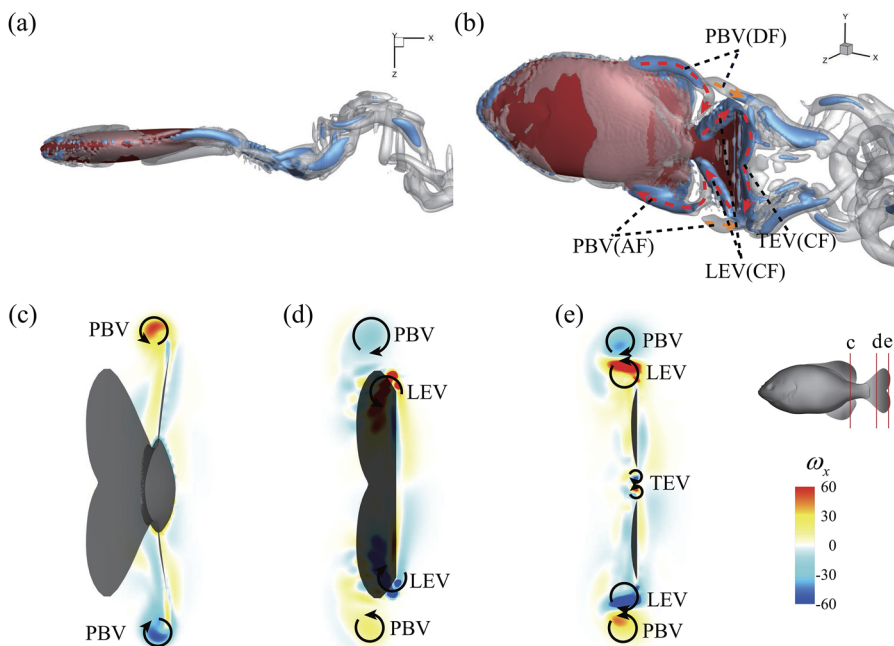 (a)
Y
X
Z
(b)
PBV(DF)
Y
Z
X
PBV(AF)
TEV(CF)
LEV(CF)
(c)
PBV
PBV
(d)
PBV
LEV
LEV
PBV
(e)
PBV
LEV
TEV
LEV
PBV
c
d e
ωx
60
30
0
-30
-60